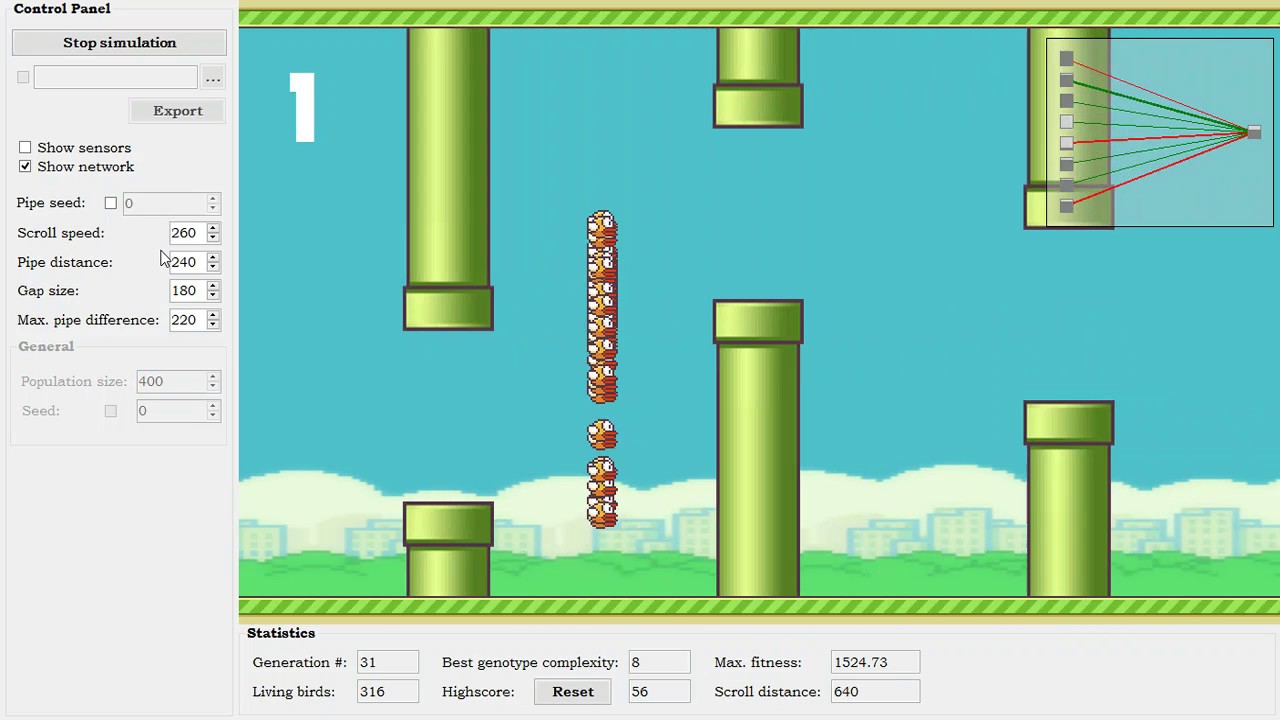 Control Panel
Stop simulation
...
Export
Show sensors
Show network
Pipe seed: 0
Scroll speed: 260
Pipe distance: 240
Gap size: 180
Max. pipe difference: 220
General
Population size: 400
Seed: 0
1
Statistics
Generation #: 31 Best genotype complexity: 8 Max. fitness: 1524.73
Living birds: 316 Highscore: Reset 56 Scroll distance: 640